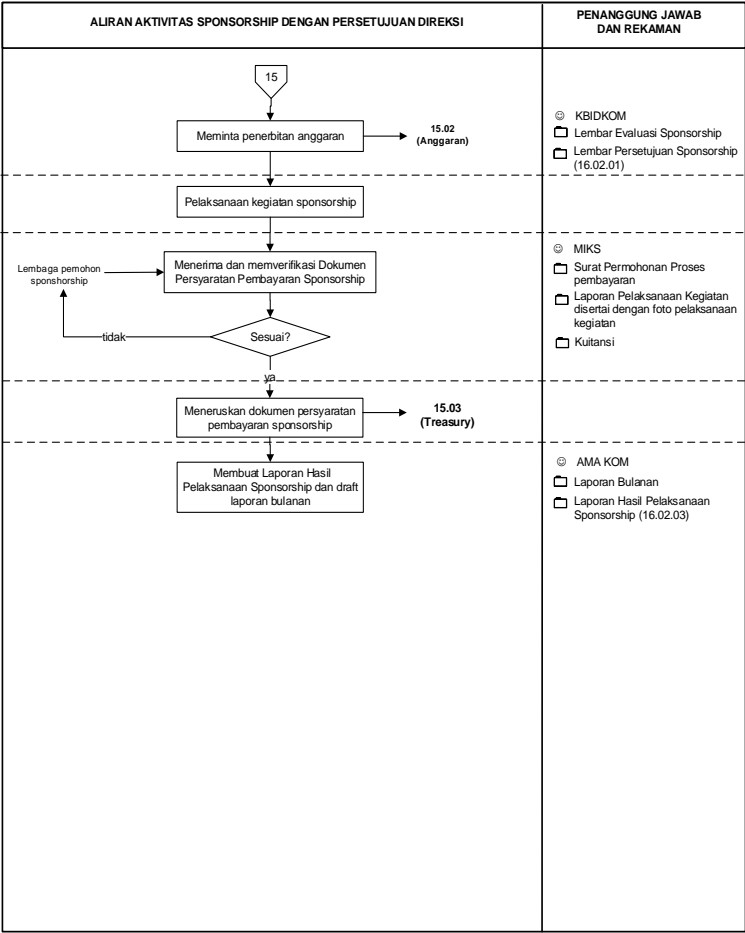 ALIRAN AKTIVITAS SPONSORSHIP DENGAN PERSETUJUAN DIREKSI
PENANGGUNG JAWAB
DAN REKAMAN
15
Meminta penerbitan anggaran
15.02
(Anggaran)
KBIDKOM
Lembar Evaluasi Sponsorship
Lembar Persetujuan Sponsorship
(16.02.01)
Pelaksanaan kegiatan sponsorship
Lembaga pemohon
sponshorship
Menerima dan memverifikasi Dokumen
Persyaratan Pembayaran Sponsorship
MIKS
Surat Permohonan Proses
pembayaran
Laporan Pelaksanaan Kegiatan
disertai dengan foto pelaksanaan
kegiatan
Kuitansi
tidak
Sesuai?
ya
Meneruskan dokumen persyaratan
pembayaran sponsorship
15.03
(Treasury)
Membuat Laporan Hasil
Pelaksanaan Sponsorship dan draft
laporan bulanan
AMA KOM
Laporan Bulanan
Laporan Hasil Pelaksanaan
Sponsorship (16.02.03)